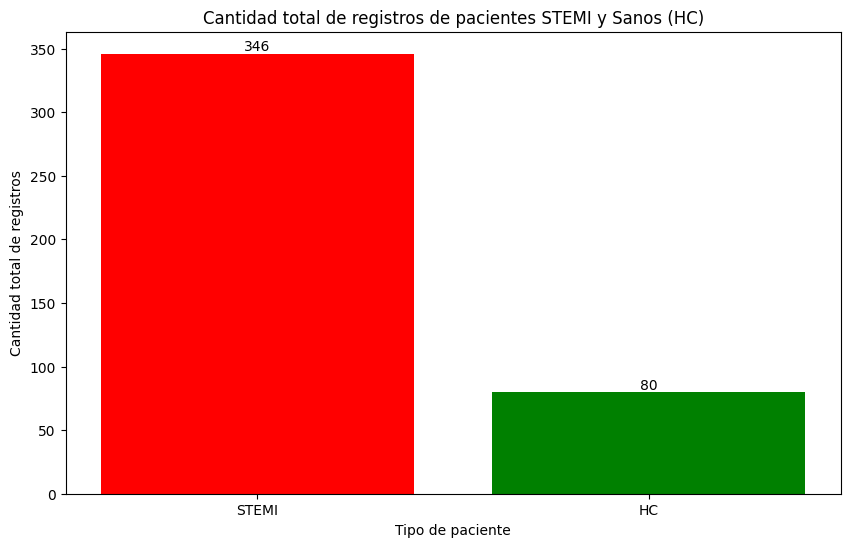 Cantidad total de registros de pacientes STEMI y Sanos (HC)
346
80
350
300
250
200
150
100
50
0
Cantidad total de registros
STEMI
HC
Tipo de paciente